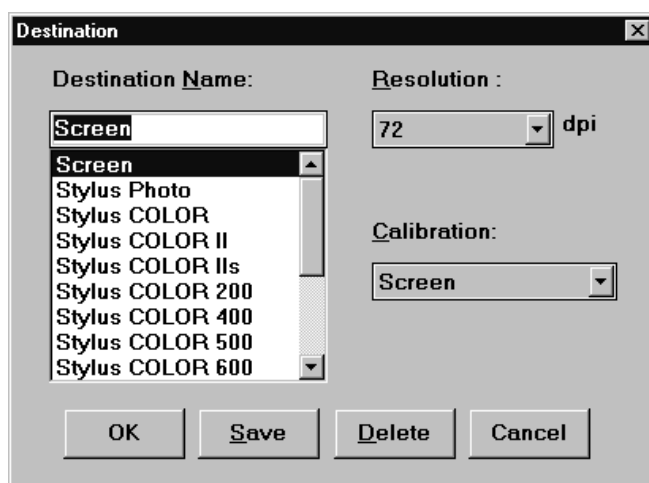 Destination
Destination Name:
Screen
Screen
Stylus Photo
Stylus COLOR
Stylus COLOR II
Stylus COLOR IIs
Stylus COLOR 200
Stylus COLOR 400
Stylus COLOR 500
Stylus COLOR 600
Resolution :
72 dpi
Calibration:
Screen
OK Save Delete Cancel